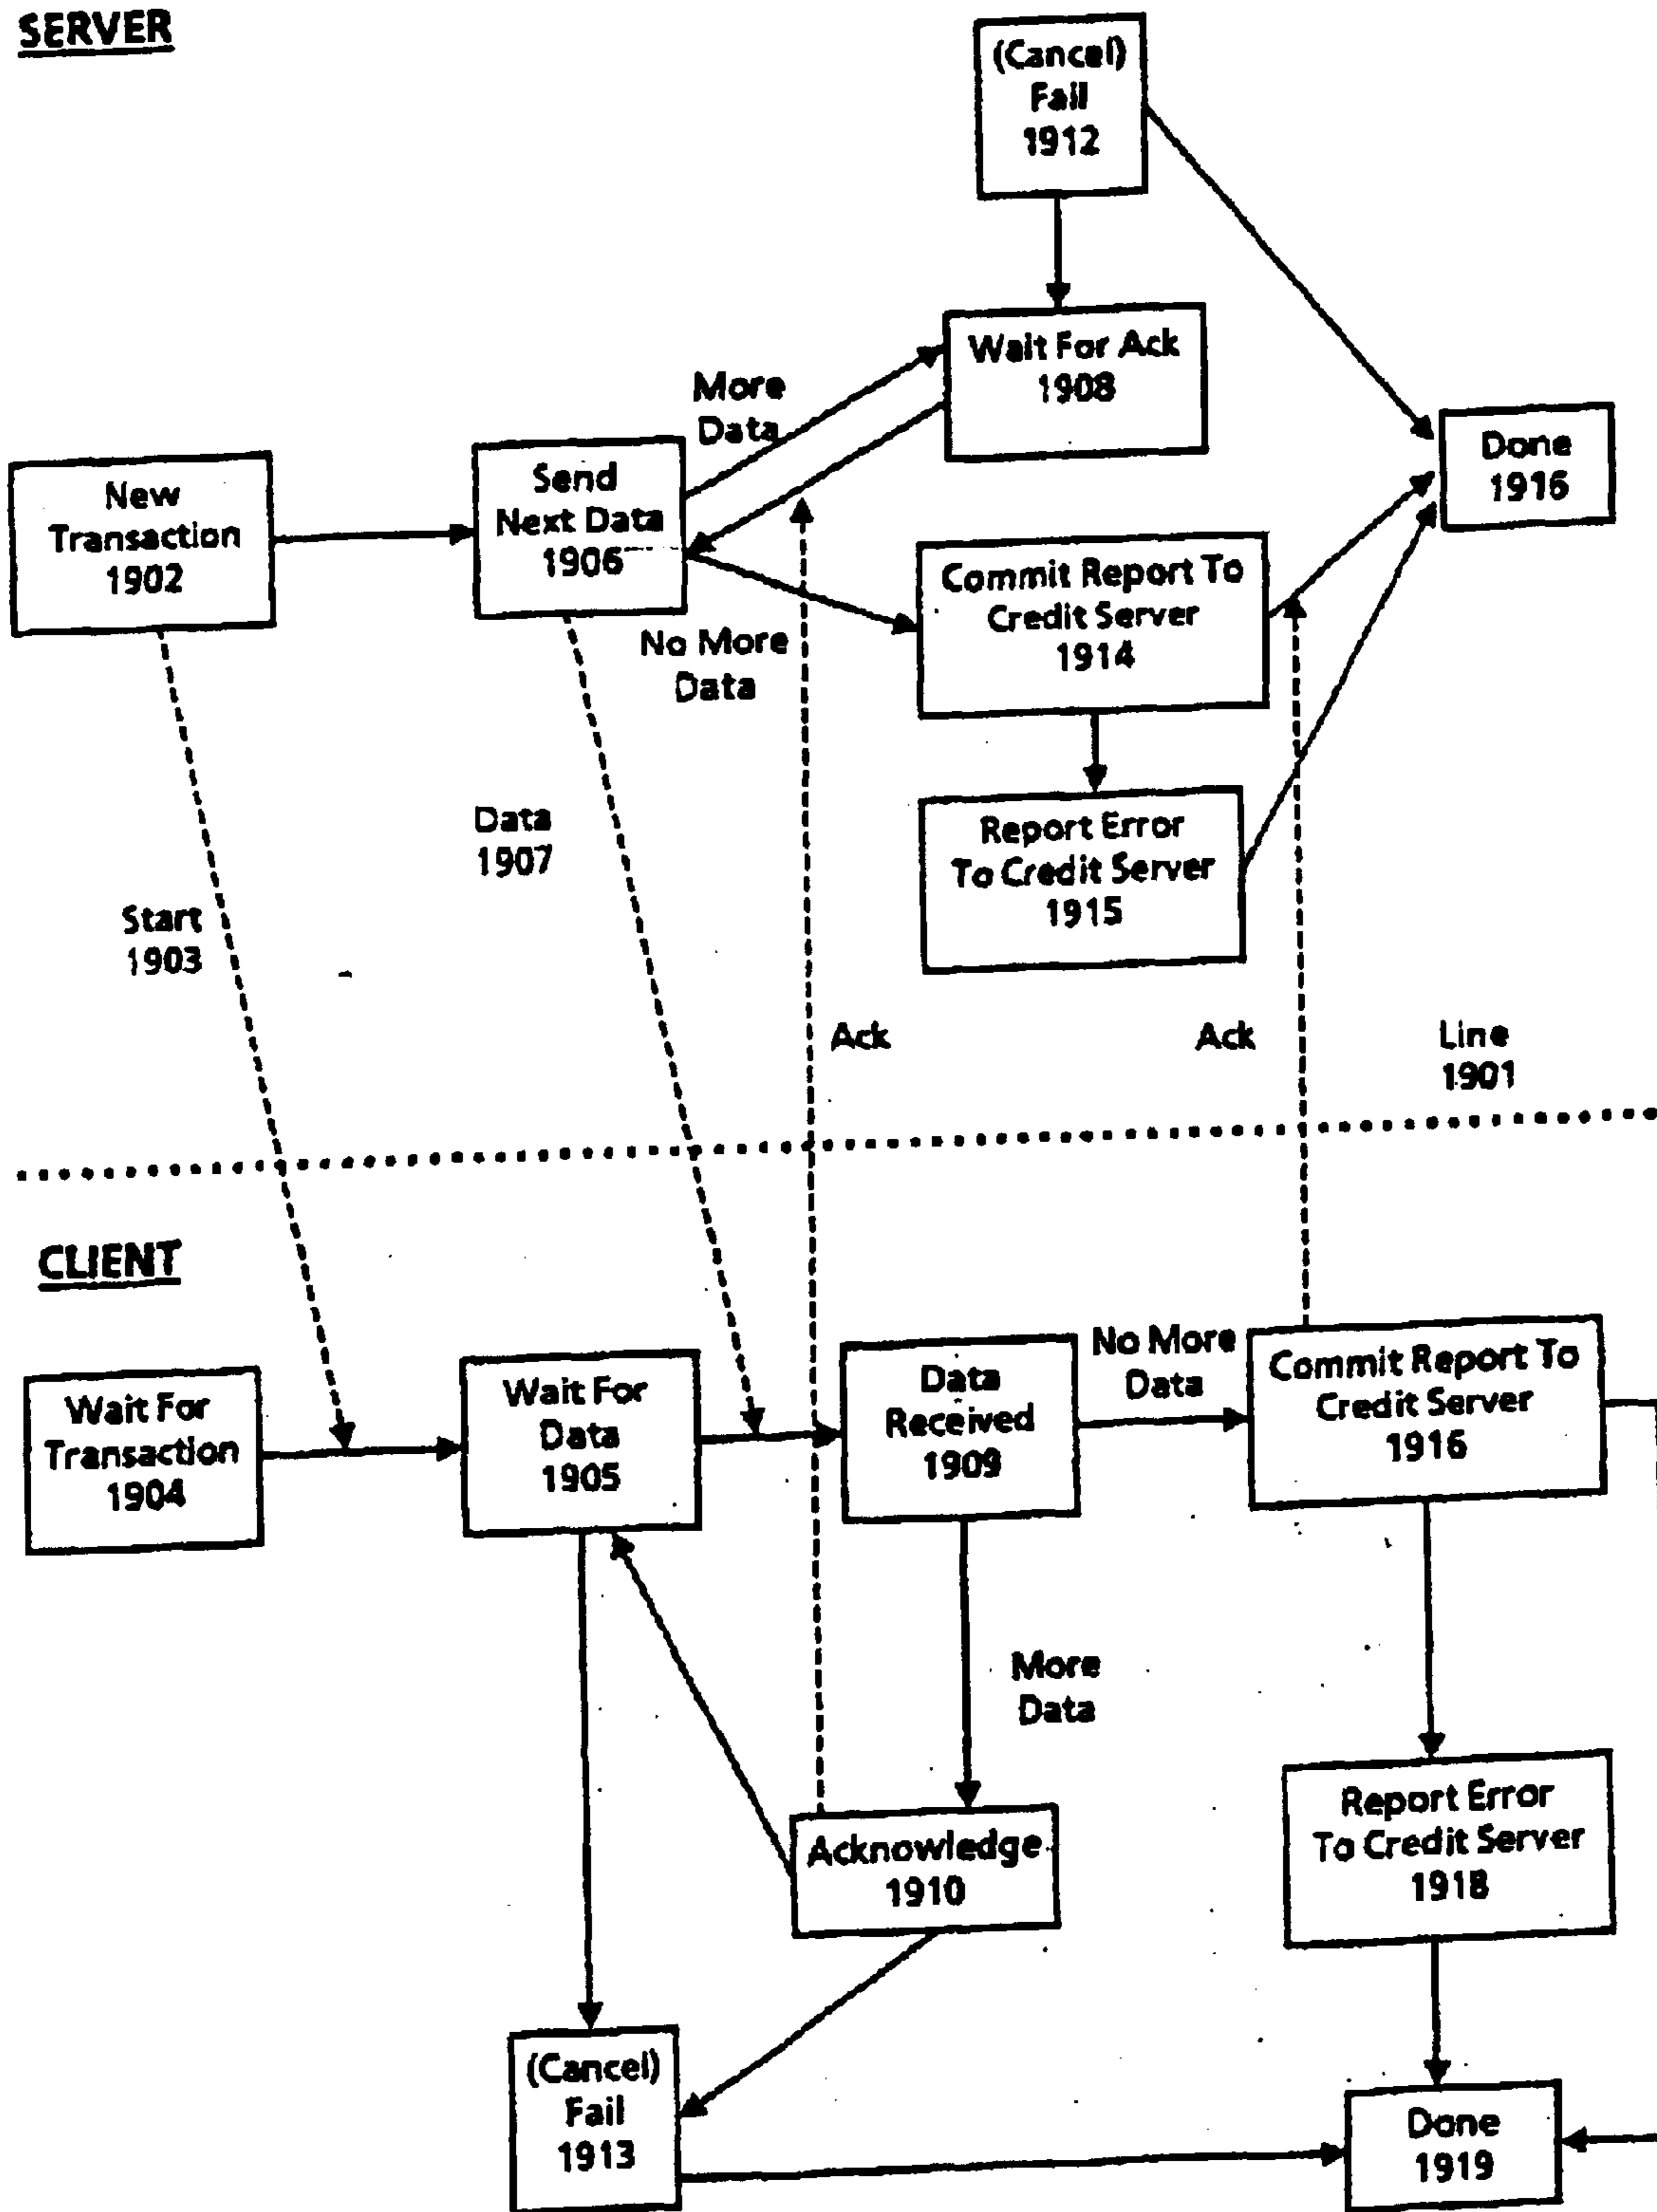 SERVER
(Cancel)
Fail
1912
Wait For Ack
1908
More
Data
Done
1916
New
Transaction
1902
Send
Next Data
1906
Commit Report To
Credit Server
1914
No More
Data
Report Error
To Credit Server
1915
Data
1907
Start
1903
Ack
Ack
Line
1901
CLIENT
Wait For
Transaction
1904
Wait For
Data
1905
Data
Received
1909
No More
Data
Commit Report To
Credit Server
1916
More
Data
Acknowledge
1910
Report Error
To Credit Server
1918
(Cancel)
Fail
1913
Done
1919